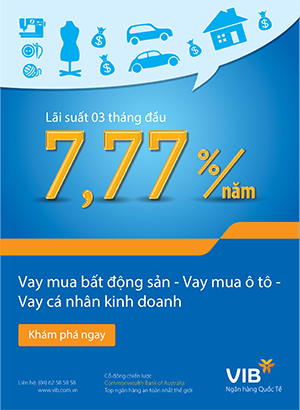 Lãi suất 03 tháng đầu
7,77%/năm
Vay mua bất động sản - Vay mua ô tô -
Vay cá nhân kinh doanh
Khám phá ngay
Liên hệ: (04) 62 58 58 58
www.vib.com.vn
Cổ đông chiến lược
Commonwealth Bank of Australia
Top ngân hàng an toàn nhất thế giới
VIB
Ngân hàng Quốc Tế